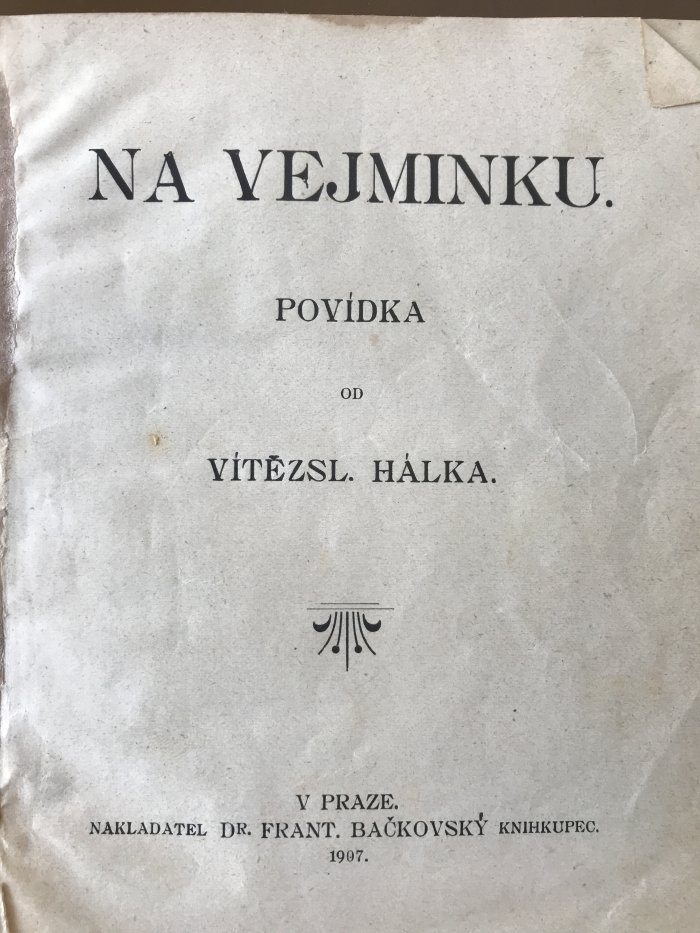 NA VEJMINKU.
POVÍDKA
OD
VÍTĚZSL. HÁLKA.
V PRAZE.
NAKLADATEL DR. FRANT. BAČKOVSKÝ KNIHKUPEC.
1907.